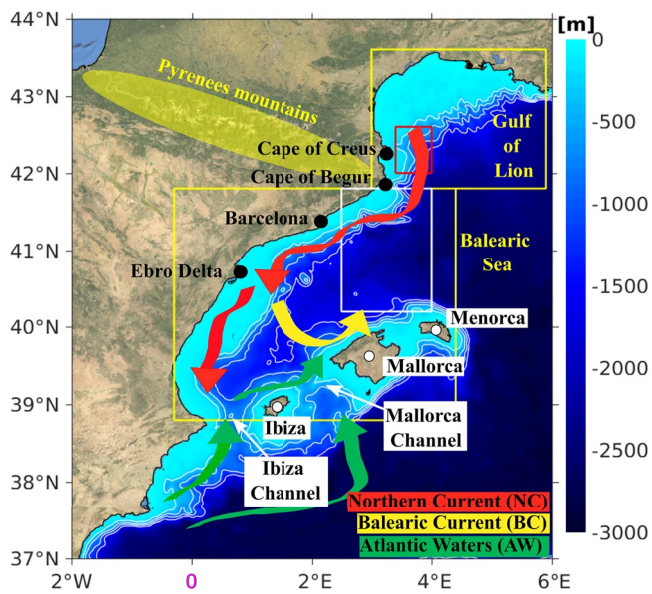 [m]
44°N
0
Pyrenees mountains
43°N
-500
Gulf
of
Lion
Cape of Creus
42°N
Cape of Begur
-1000
Barcelona
41°N
Balearic
Sea
Ebro Delta
-1500
40°N
Menorca
Mallorca
-2000
39°N
Ibiza
Mallorca
Channel
-2500
38°N
Ibiza
Channel
Northern Current (NC)
Balearic Current (BC)
-3000
Atlantic Waters (AW)
37°N
2°W
0
2°E
4°E
6°E